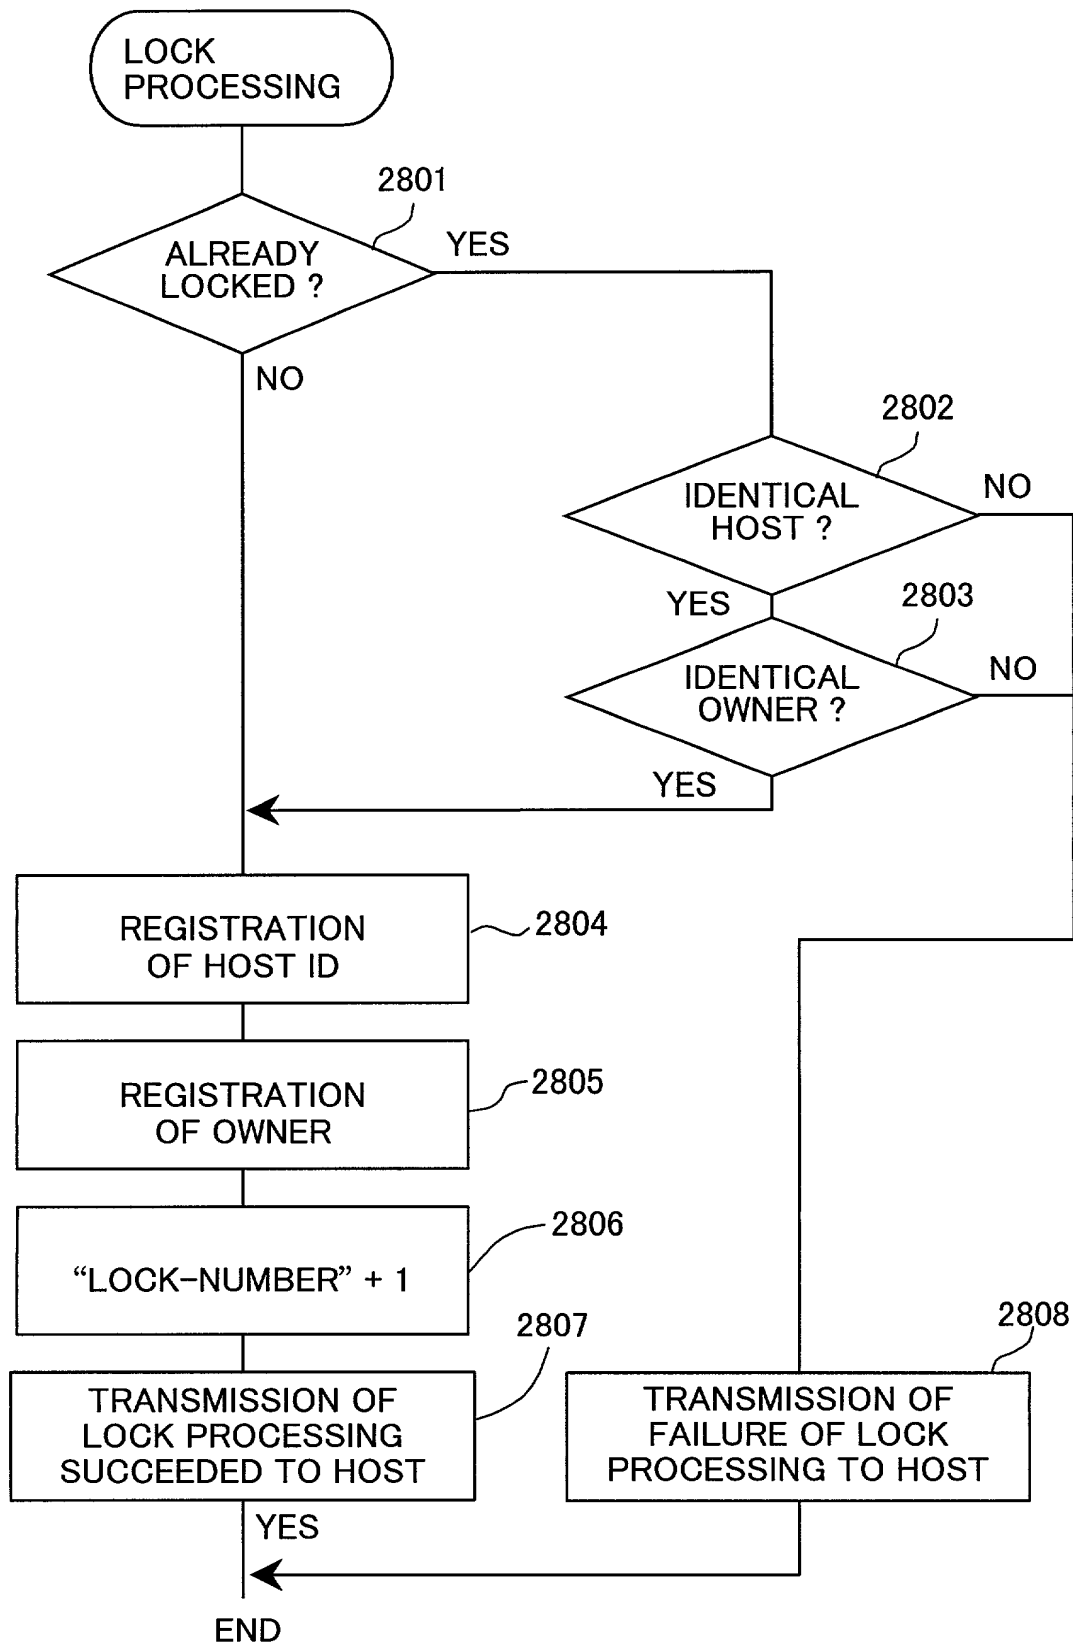 LOCK
PROCESSING
2801
ALREADY
LOCKED ?
YES
NO
2802
IDENTICAL
HOST ?
NO
YES
2803
IDENTICAL
OWNER ?
NO
YES
REGISTRATION
OF HOST ID
2804
REGISTRATION
OF OWNER
2805
“LOCK-NUMBER” + 1
2806
TRANSMISSION OF
LOCK PROCESSING
SUCCEEDED TO HOST
2807
TRANSMISSION OF
FAILURE OF LOCK
PROCESSING TO HOST
2808
YES
END